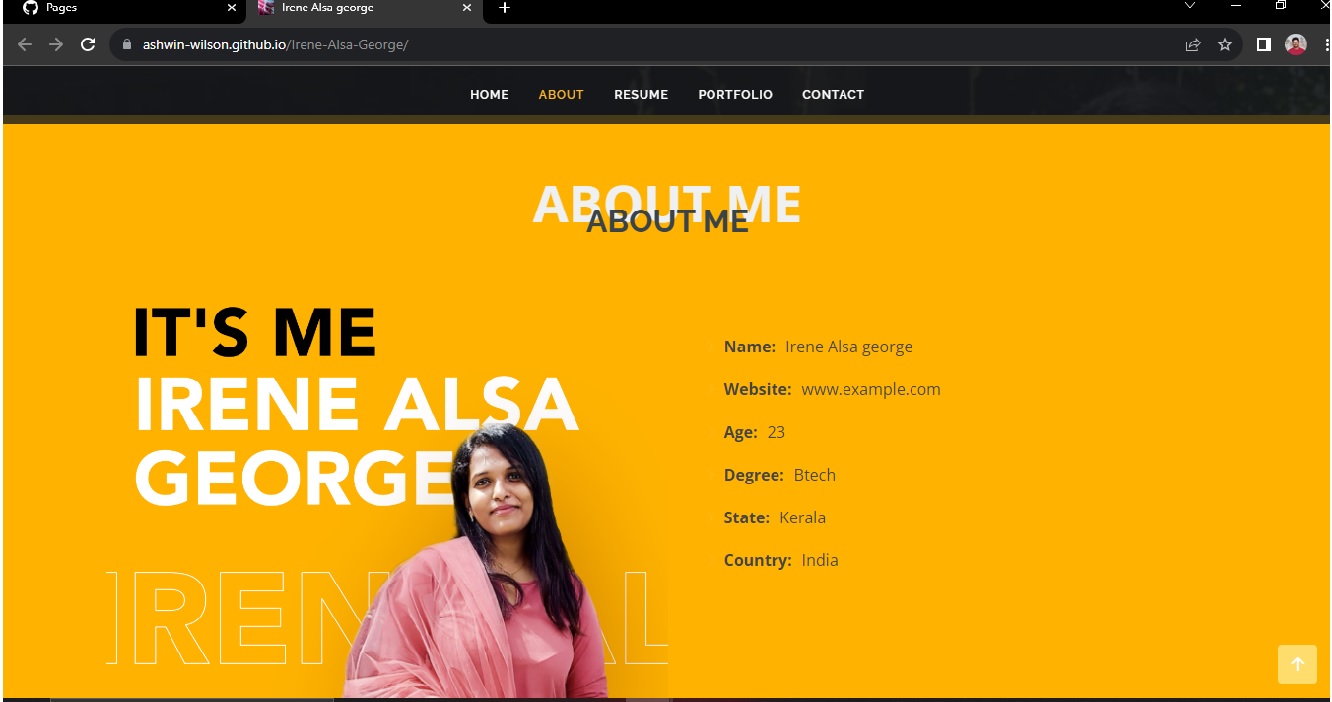 Pages
Irene Alsa george
ashwin-wilson.github.io/Irene-Alsa-George/
HOME ABOUT RESUME PORTFOLIO CONTACT
ABOUT ME
ABOUT ME
IT'S ME
IRENE ALSA
GEORGE
IREN AL
Name: Irene Alsa george
Website: www.example.com
Age: 23
Degree: Btech
State: Kerala
Country: India